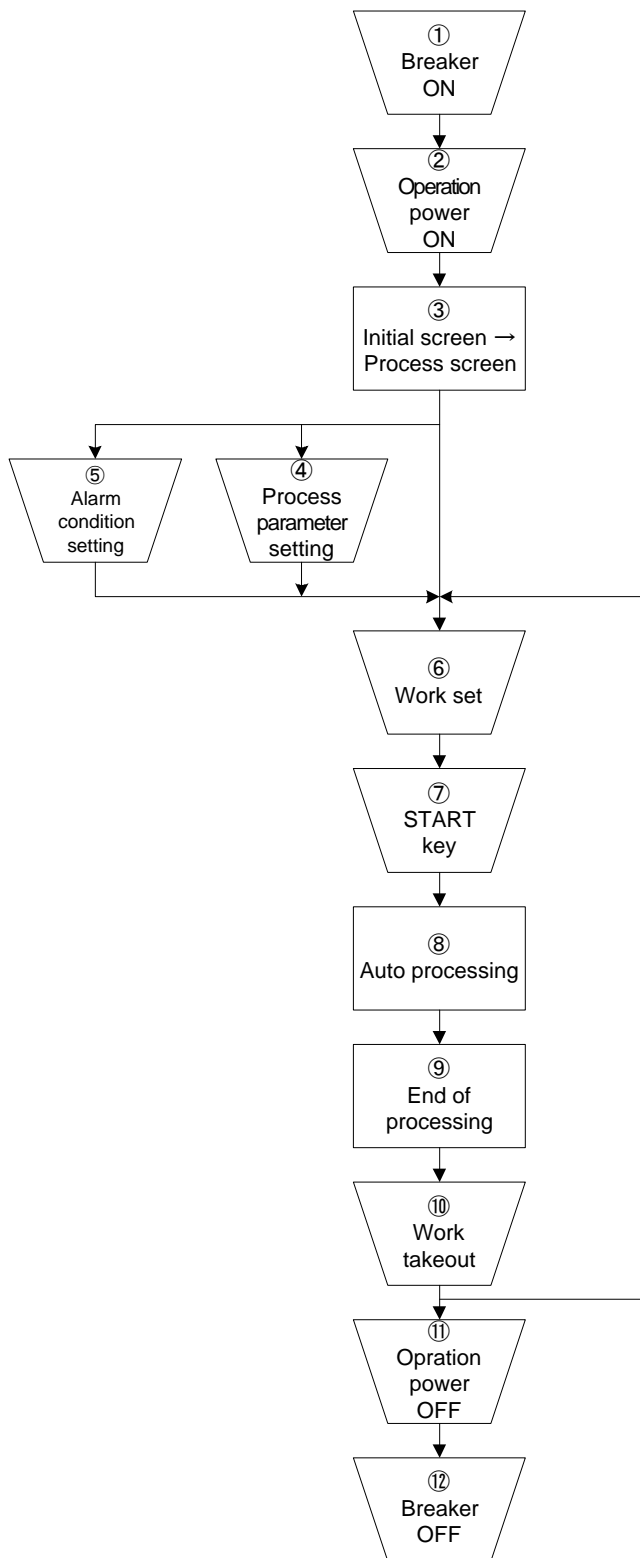 ①
Breaker
ON
②
Operation
power
ON
③
Initial screen →
Process screen
⑤
Alarm
condition
setting
④
Process
parameter
setting
⑥
Work set
⑦
START
key
⑧
Auto processing
⑨
End of
processing
⑩
Work
takeout
⑪
Opration
power
OFF
⑫
Breaker
OFF